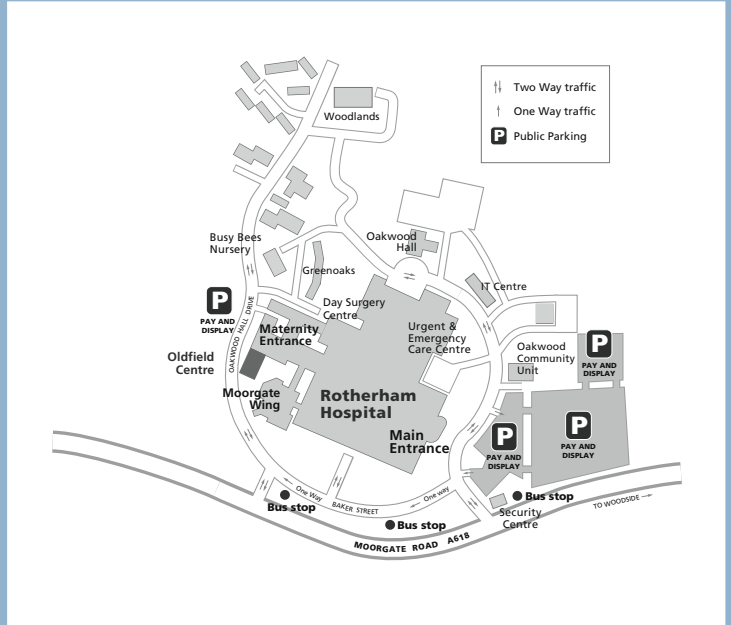 Two Way traffic
One Way traffic
P Public Parking
Woodlands
Oakwood
Hall
Busy Bees
Nursery
Greenoaks
IT Centre
P
PAY AND
DISPLAY
OAKWOOD HALL DRIVE
Day Surgery
Centre
Maternity
Entrance
Urgent &
Emergency
Care Centre
Oakwood
Community
Unit
P
PAY AND
DISPLAY
Oldfield
Centre
Moorgate
Wing
Rotherham
Hospital
Main
Entrance
P
PAY AND
DISPLAY
P
PAY AND
DISPLAY
One Way
BAKER STREET
One way
Bus stop
Bus stop
Bus stop
Security
Centre
TO WOODSIDE
MOORGATE ROAD A618